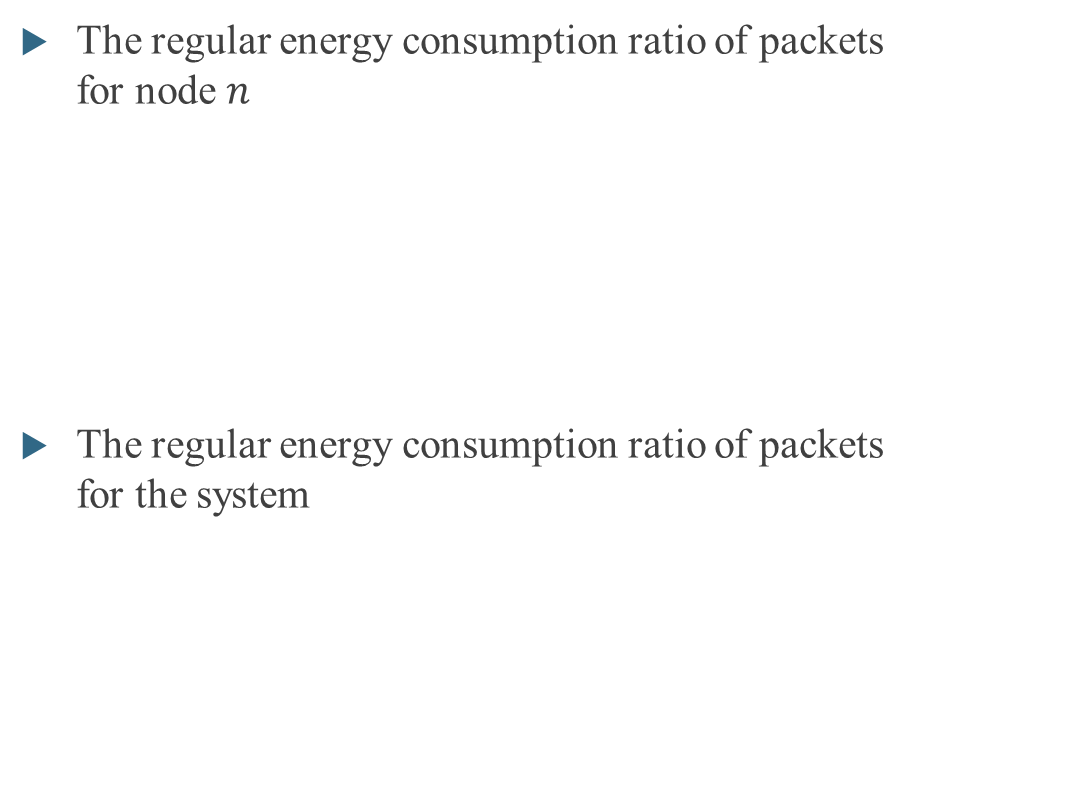 The regular energy consumption ratio of packets
for node n
The regular energy consumption ratio of packets
for the system